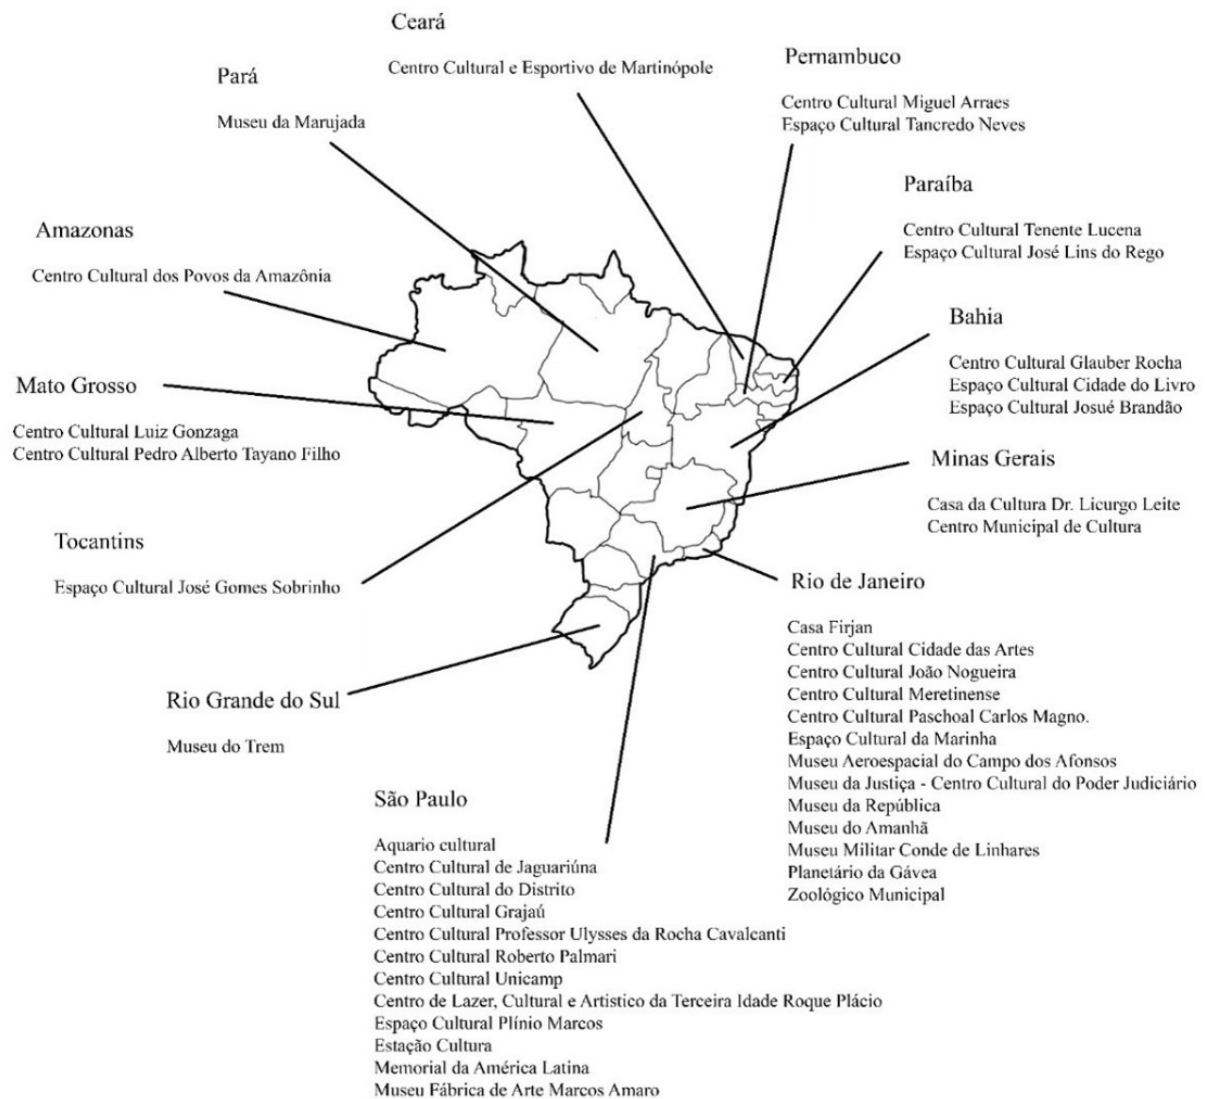 Ceará
Centro Cultural e Esportivo de Martinópole
Pará
Museu da Marujada
Pernambuco
Centro Cultural Miguel Arraes
Espaço Cultural Tancredo Neves
Paraíba
Centro Cultural Tenente Lucena
Espaço Cultural José Lins do Rego
Amazonas
Centro Cultural dos Povos da Amazônia
Bahia
Centro Cultural Glauber Rocha
Espaço Cultural Cidade do Livro
Espaço Cultural Josué Brandão
Mato Grosso
Centro Cultural Luiz Gonzaga
Centro Cultural Pedro Alberto Tayano Filho
Minas Gerais
Casa da Cultura Dr. Licurgo Leite
Centro Municipal de Cultura
Tocantins
Espaço Cultural José Gomes Sobrinho
Rio de Janeiro
Casa Firjan
Centro Cultural Cidade das Artes
Centro Cultural João Nogueira
Centro Cultural Meretinense
Centro Cultural Paschoal Carlos Magno.
Espaço Cultural da Marinha
Museu Aeroespacial do Campo dos Afonsos
Museu da Justiça - Centro Cultural do Poder Judiciário
Museu da República
Museu do Amanhã
Museu Militar Conde de Linhares
Planetário da Gávea
Zoológico Municipal
Rio Grande do Sul
Museu do Trem
São Paulo
Aquario cultural
Centro Cultural de Jaguariúna
Centro Cultural do Distrito
Centro Cultural Grajaú
Centro Cultural Professor Ulysses da Rocha Cavalcanti
Centro Cultural Roberto Palmari
Centro Cultural Unicamp
Centro de Lazer, Cultural e Artistico da Terceira Idade Roque Plácio
Espaço Cultural Plínio Marcos
Estação Cultura
Memorial da América Latina
Museu Fábrica de Arte Marcos Amaro